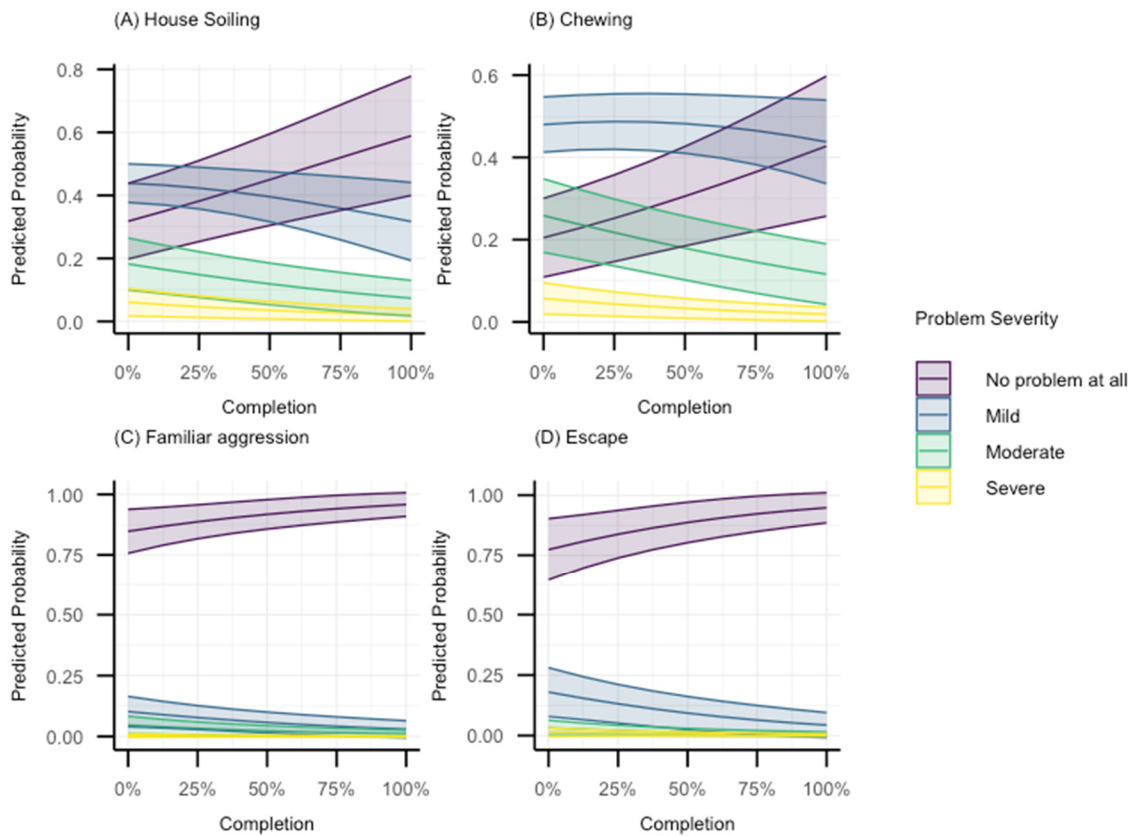 (A) House Soiling
(B) Chewing
Predicted Probability
0.8
0.6
0.4
0.2
0.0
0% 25% 50% 75% 100%
Completion
Predicted Probability
0.6
0.4
0.2
0.0
0% 25% 50% 75% 100%
Completion
Problem Severity
No problem at all
Mild
Moderate
Severe
(C) Familiar aggression
(D) Escape
Predicted Probability
1.00
0.75
0.50
0.25
0.00
0% 25% 50% 75% 100%
Completion
Predicted Probability
1.00
0.75
0.50
0.25
0.00
0% 25% 50% 75% 100%
Completion